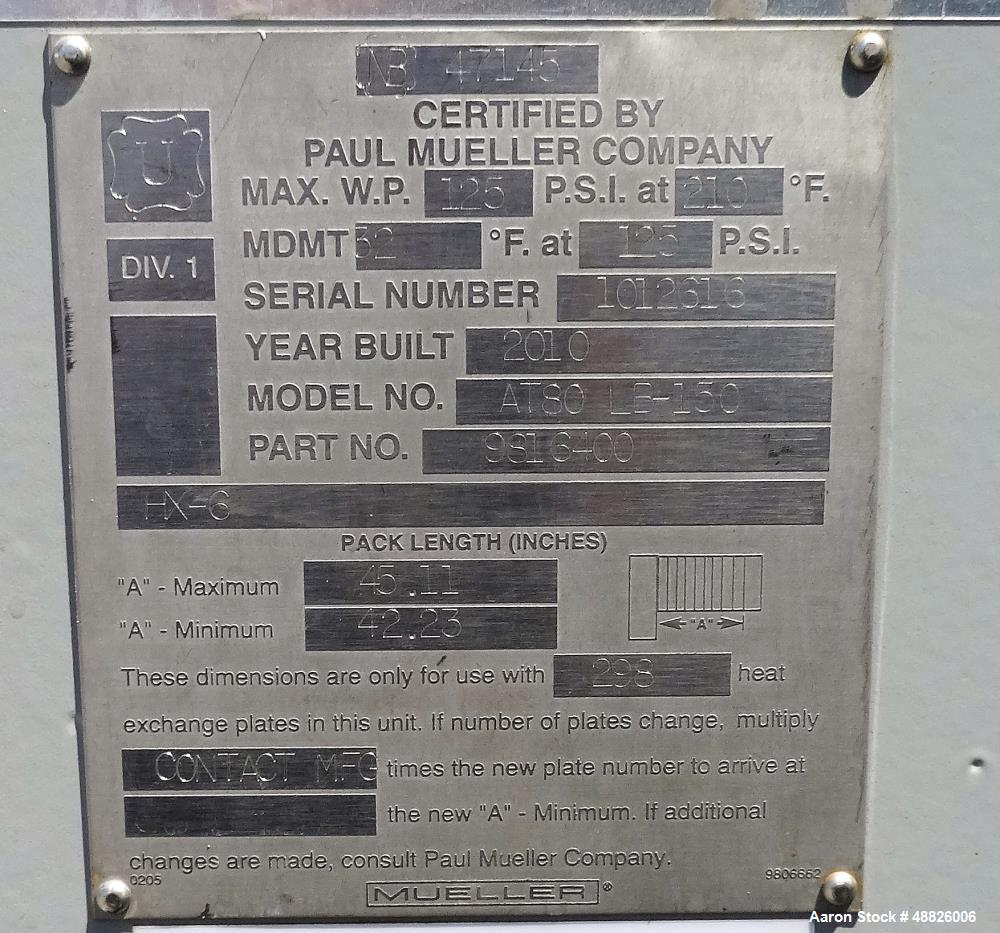 NB 47145
CERTIFIED BY
PAUL MUELLER COMPANY
U
MAX. W.P. 125 P.S.I. at 210 °F.
DIV. 1
MDMT 32 °F. at 125 P.S.I.
SERIAL NUMBER 1012616
YEAR BUILT 2010
MODEL NO. AT80 LB-150
PART NO. 9816400
HX-6
PACK LENGTH (INCHES)
"A" - Maximum 45.11
"A" - Minimum 42.23
"A"
These dimensions are only for use with 298 heat
exchange plates in this unit. If number of plates change, multiply
CONTACT MFG times the new plate number to arrive at
the new "A" - Minimum. If additional
changes are made, consult Paul Mueller Company.
0205 9806662
MUELLER®
Aaron Stock # 48826006